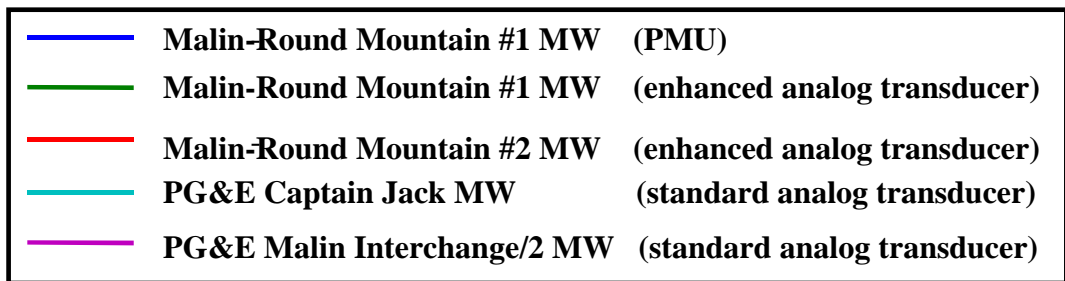 Malin-Round Mountain #1 MW (PMU)
Malin-Round Mountain #1 MW (enhanced analog transducer)
Malin-Round Mountain #2 MW (enhanced analog transducer)
PG&E Captain Jack MW (standard analog transducer)
PG&E Malin Interchange/2 MW (standard analog transducer)